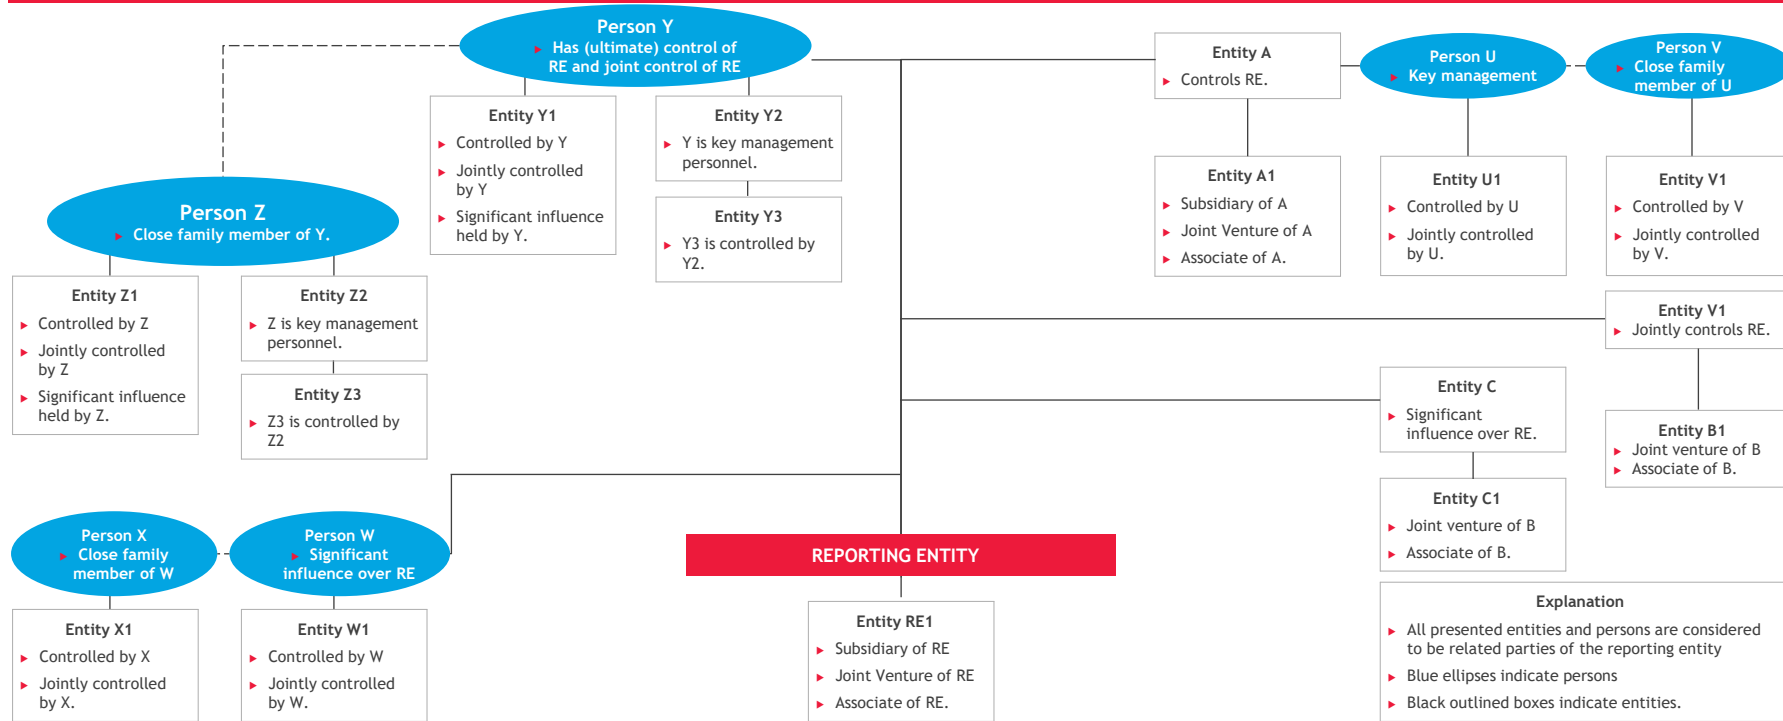 Person Y
► Has (ultimate) control of
RE and joint control of RE
Entity A
► Controls RE.
Person U
► Key management
Person V
► Close family
member of U
Entity Y1
► Controlled by Y
► Jointly controlled
by Y
► Significant influence
held by Y.
Entity Y2
► Y is key management
personnel.
Entity Y3
► Y3 is controlled by
Y2.
Entity A1
► Subsidiary of A
► Joint Venture of A
► Associate of A.
Entity U1
► Controlled by U
► Jointly controlled
by U.
Entity V1
► Controlled by V
► Jointly controlled
by V.
Person Z
► Close family member of Y.
Entity Z1
► Controlled by Z
► Jointly controlled
by Z
► Significant influence
held by Z.
Entity Z2
► Z is key management
personnel.
Entity Z3
► Z3 is controlled by
Z2
Entity V1
► Jointly controls RE.
Entity C
► Significant
influence over RE.
Entity B1
► Joint venture of B
► Associate of B.
Entity C1
► Joint venture of B
► Associate of B.
Person X
► Close family
member of W
Person W
► Significant
influence over RE
REPORTING ENTITY
Entity X1
► Controlled by X
► Jointly controlled
by X.
Entity W1
► Controlled by W
► Jointly controlled
by W.
Entity RE1
► Subsidiary of RE
► Joint Venture of RE
► Associate of RE.
Explanation
► All presented entities and persons are considered
to be related parties of the reporting entity
► Blue ellipses indicate persons
► Black outlined boxes indicate entities.